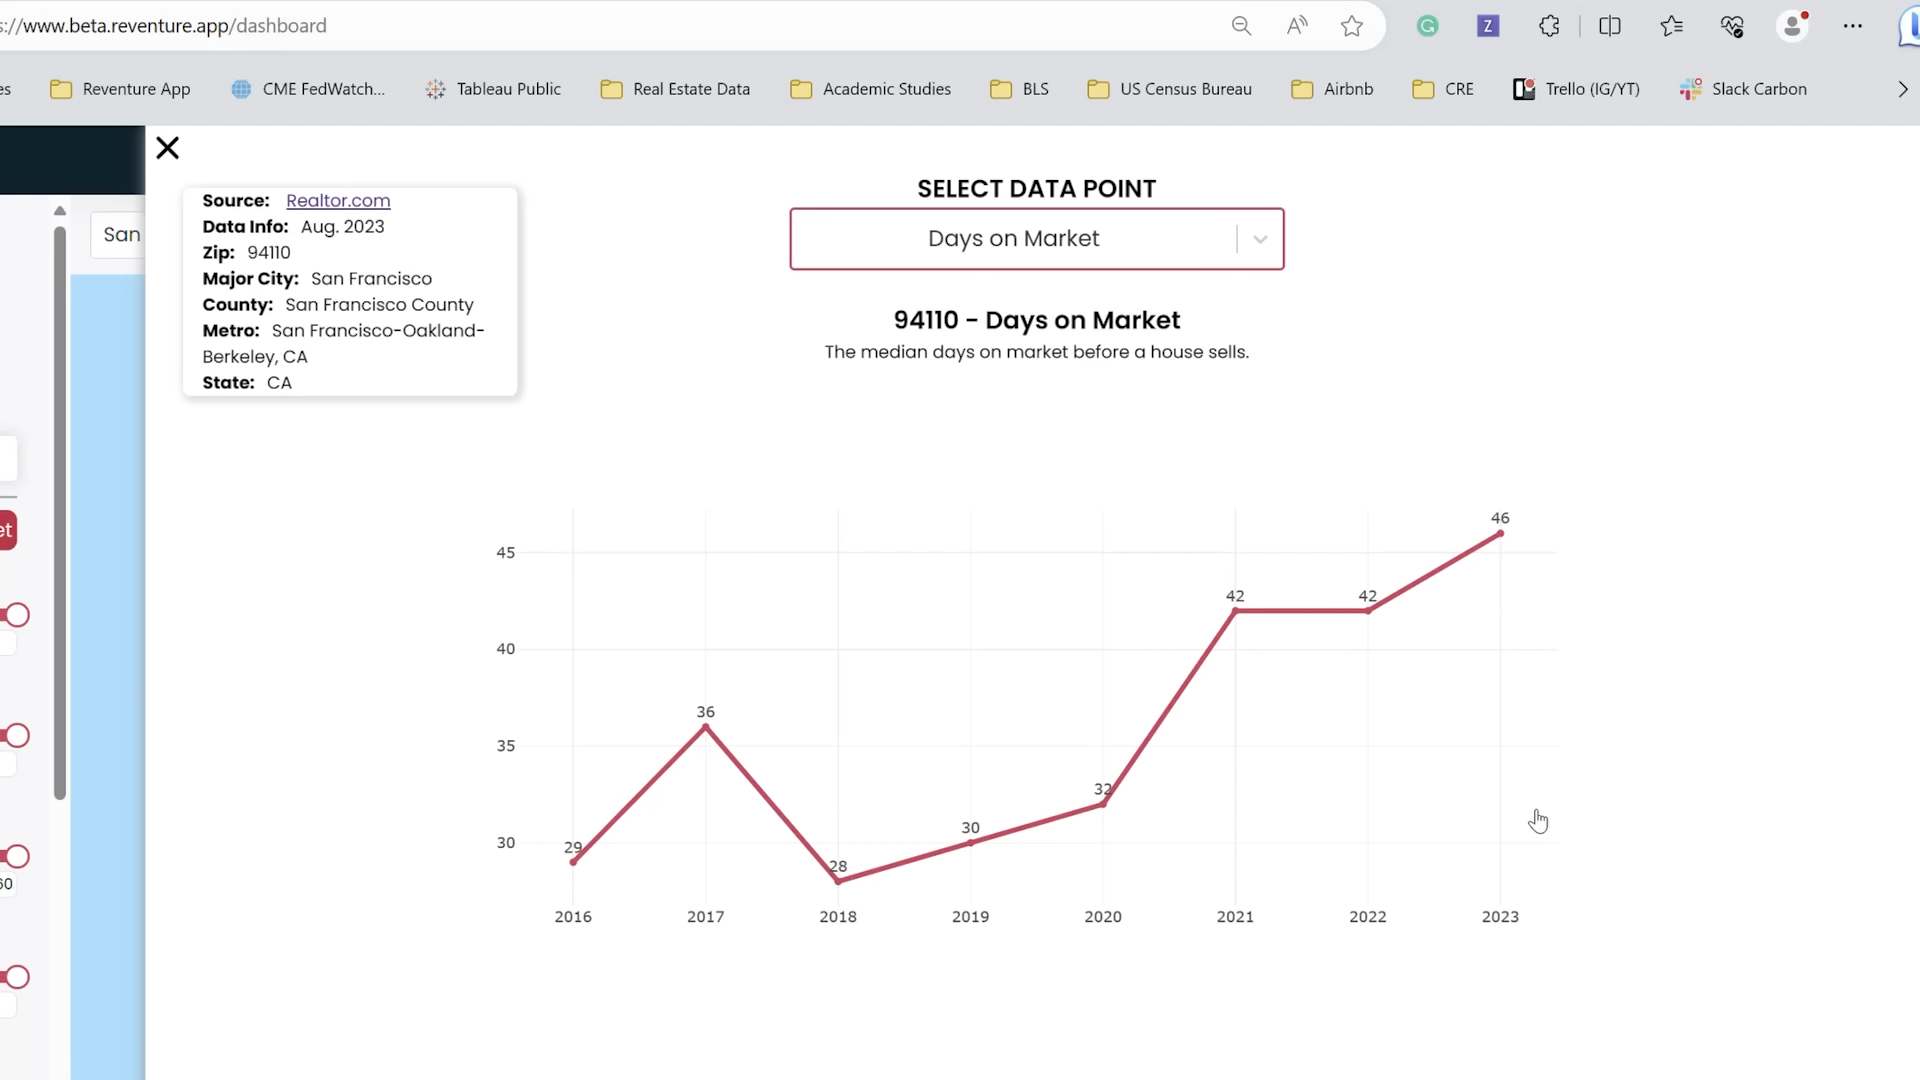 s://www.beta.reventure.app/dashboard
Z
es Reventure App CME FedWatch... Tableau Public Real Estate Data Academic Studies BLS US Census Bureau Airbnb CRE Trello (IG/YT) Slack Carbon
Source: Realtor.com
Data Info: Aug. 2023
Zip: 94110
Major City: San Francisco
County: San Francisco County
Metro: San Francisco-Oakland-
Berkeley, CA
State: CA
San
et
60
SELECT DATA POINT
Days on Market
94110 - Days on Market
The median days on market before a house sells.
46
45
42 42
40
36
35
32
30
30
29
28
2016 2017 2018 2019 2020 2021 2022 2023